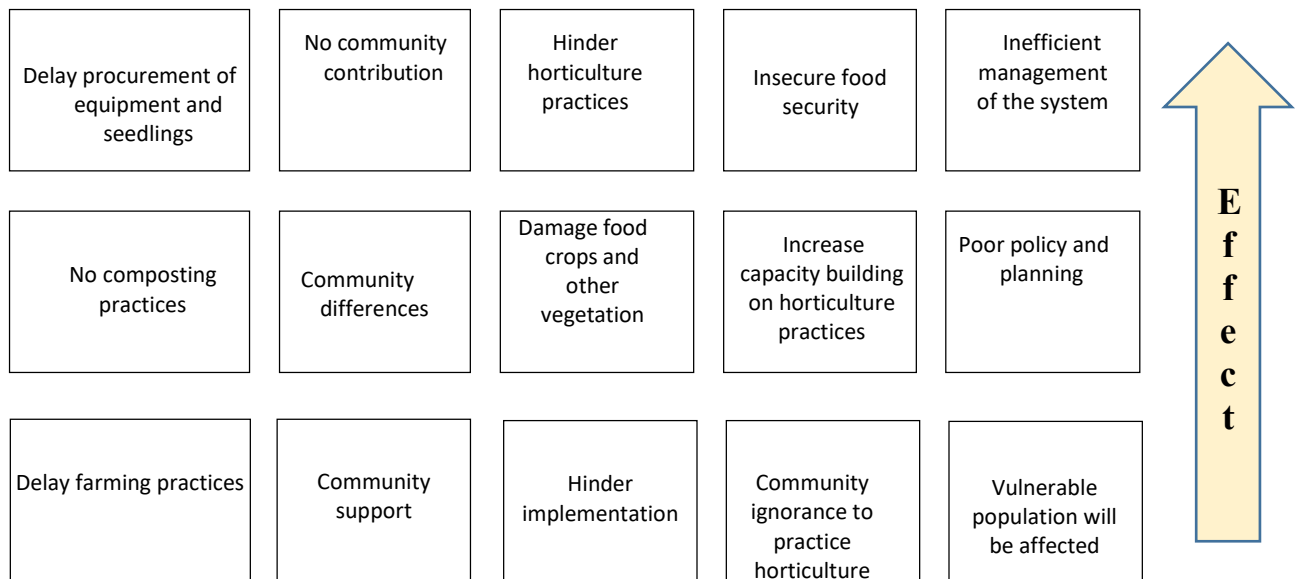 Delay procurement of
equipment and
seedlings
No community
contribution
Hinder
horticulture
practices
Insecure food
security
Inefficient
management
of the system
No composting
practices
Community
differences
Damage food
crops and
other
vegetation
Increase
capacity building
on horticulture
practices
Poor policy and
planning
Delay farming practices
Community
support
Hinder
implementation
Community
ignorance to
practice
horticulture
Vulnerable
population will
be affected
E
f
f
e
c
t